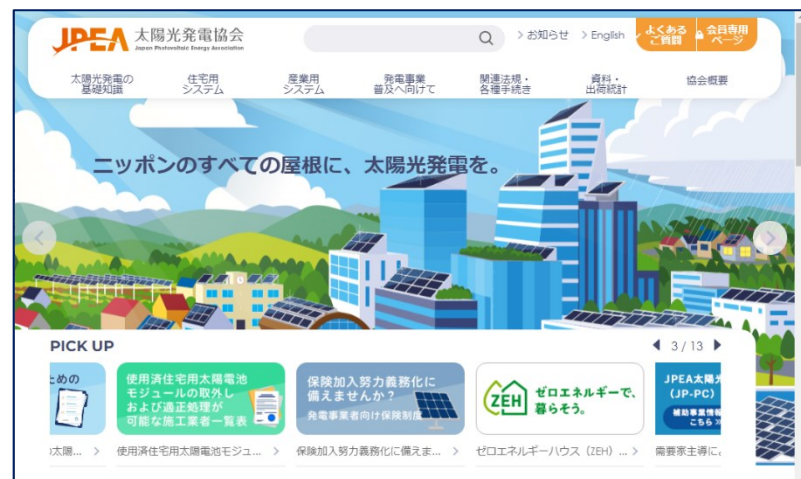 JPEA 太陽光発電協会
Japan Photovoltaic Energy Association
> お知らせ > English よくある
ご質問 会員専用
ページ
太陽光発電の
基礎知識
住宅用
システム
産業用
システム
発電事業
普及へ向けて
関連法規・
各種手続き
資料・
出荷統計
協会概要
ニッポンのすべての屋根に、太陽光発電を。
PICK UP
3 / 13
ための
使用済住宅用太陽電池
モジュールの取外し
および適正処理が
可能な施工業者一覧表
保険加入努力義務化に
備えませんか?
発電事業者向け保険制度
ZEH ゼロエネルギーで、
暮らそう。
JPEA太陽
(JP-PC)
補助事業情報
こちら
太陽... >
使用済住宅用太陽電池モジュ... >
保険加入努力義務化に備えま... >
ゼロエネルギーハウス (ZEH) ... >
需要家主導に